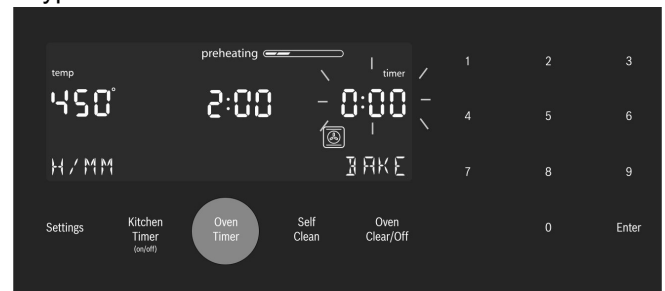 preheating
temp
timer
450°
2:00
0:00
H/MM
BAKE
1 2 3
4 5 6
7 8 9
0 Enter
Settings
Kitchen
Timer
(on/off)
Oven
Timer
Self
Clean
Oven
Clear/Off